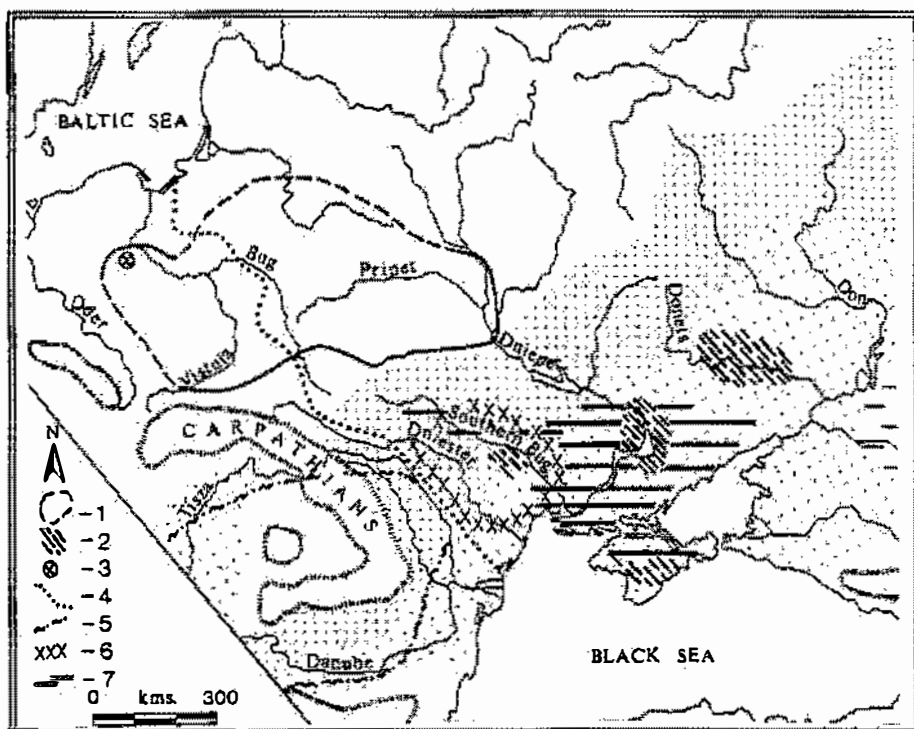 BALTIC SEA
Bug
Pripet
Oder
Vistula
Dnieper
Donets
Don
CARPATHIANS
Dniestr
Southern Bug
Tisza
Danube
BLACK SEA
N
- 1
- 2
- 3
- 4
- 5
- 6
- 7
0 kms. 300